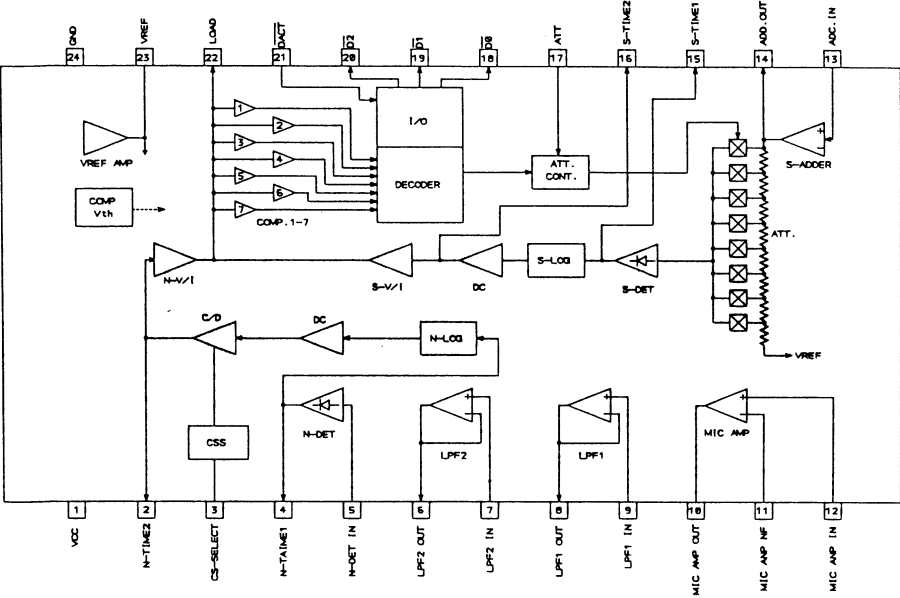 GND
VREF
LOAD
DACT
D2
D1
D0
ATT
S-TIME2
S-TIME1
ADD.OUT
ADC.IN
24
23
22
21
20
19
18
17
16
15
14
13
1
2
3
4
5
6
7
COMP.1-7
I/O
DECODER
ATT.
CONT.
VREF AMP
COMP
Vth
+
-
S-ADDER
ATT.
N-V/I
S-V/I
DC
S-LOG
S-DET
VREF
C/D
DC
N-LOG
CSS
N-DET
+
-
LPF2
+
-
LPF1
+
-
MIC AMP
1
2
3
4
5
6
7
8
9
10
11
12
VCC
N-TIME2
CS-SELECT
N-TAIME1
N-DET IN
LPF2 OUT
LPF2 IN
LPF1 OUT
LPF1 IN
MIC AMP OUT
MIC ANP NF
MIC ANP IN